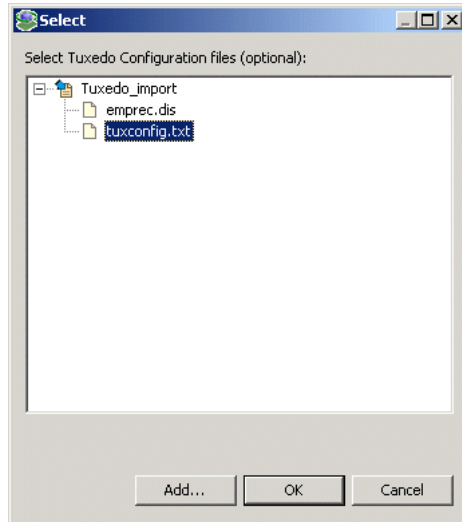 Select
Select Tuxedo Configuration files (optional):
Tuxedo_import
emprec.dis
tuxconfig.txt
Add... OK Cancel